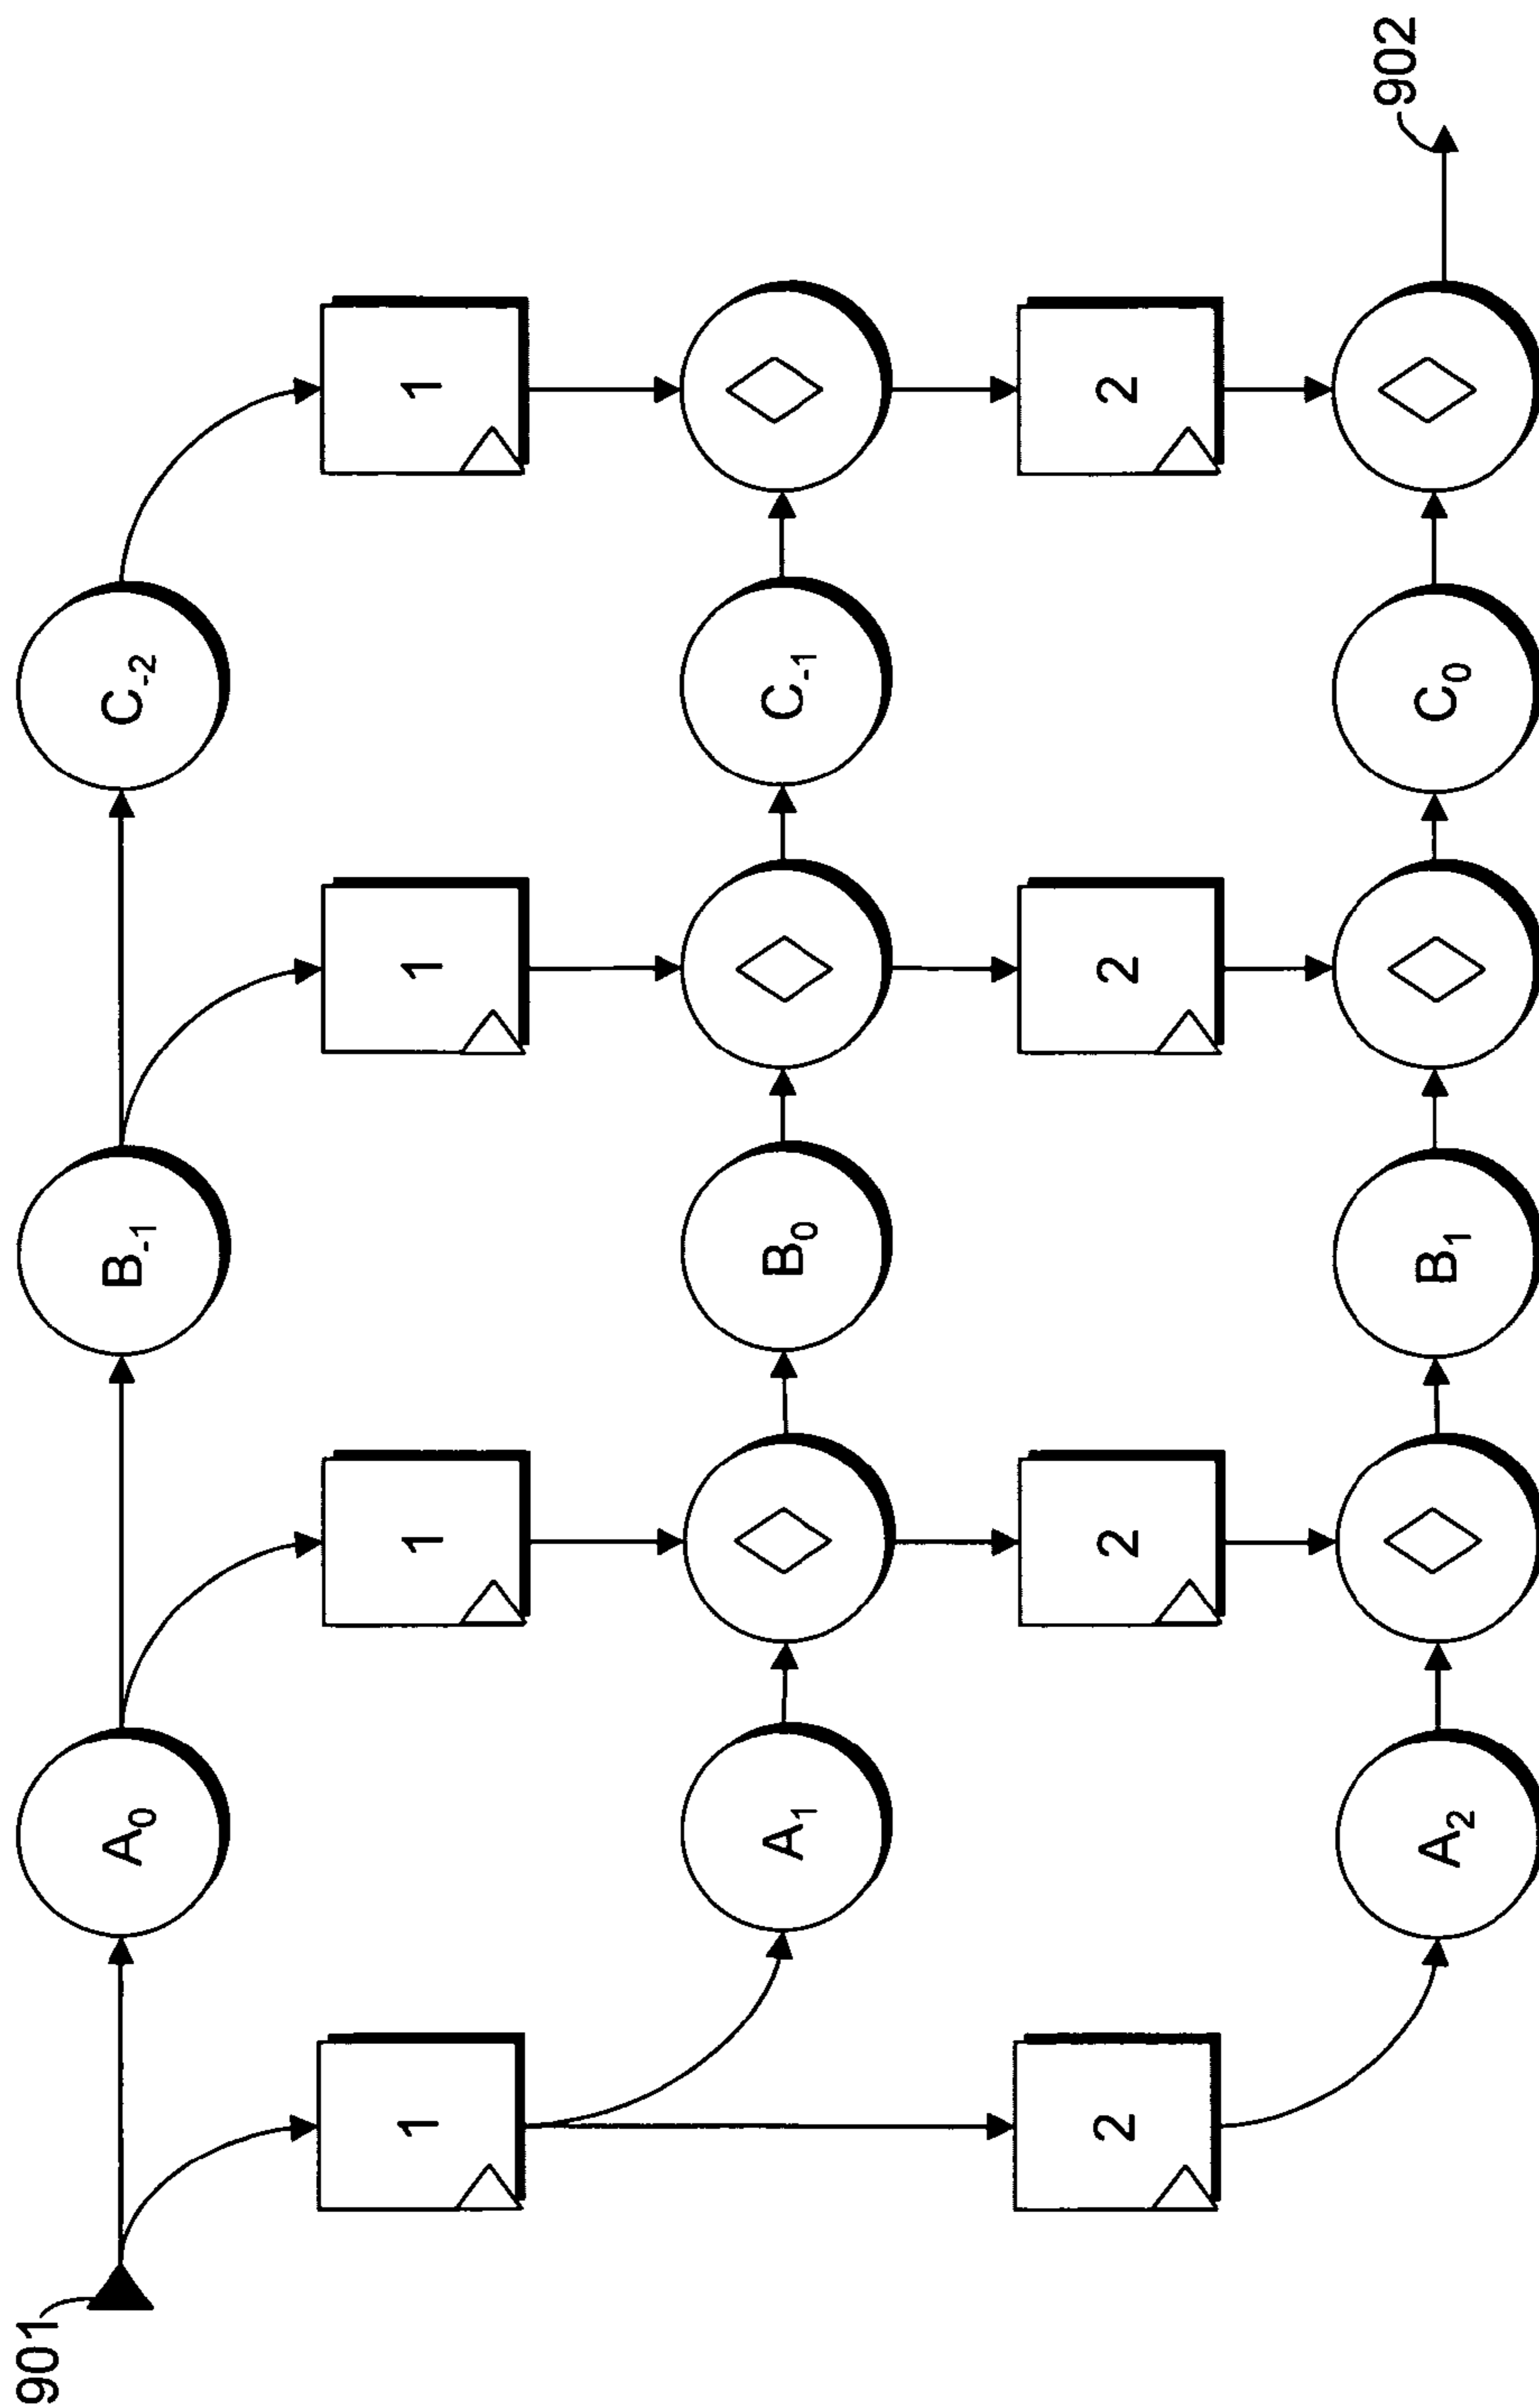 901
A₀ B₋₁ C₋₂
1 1 1 1
A₁ B₀ C₋₁
2 2 2 2
902
A₂ B₁ C₀